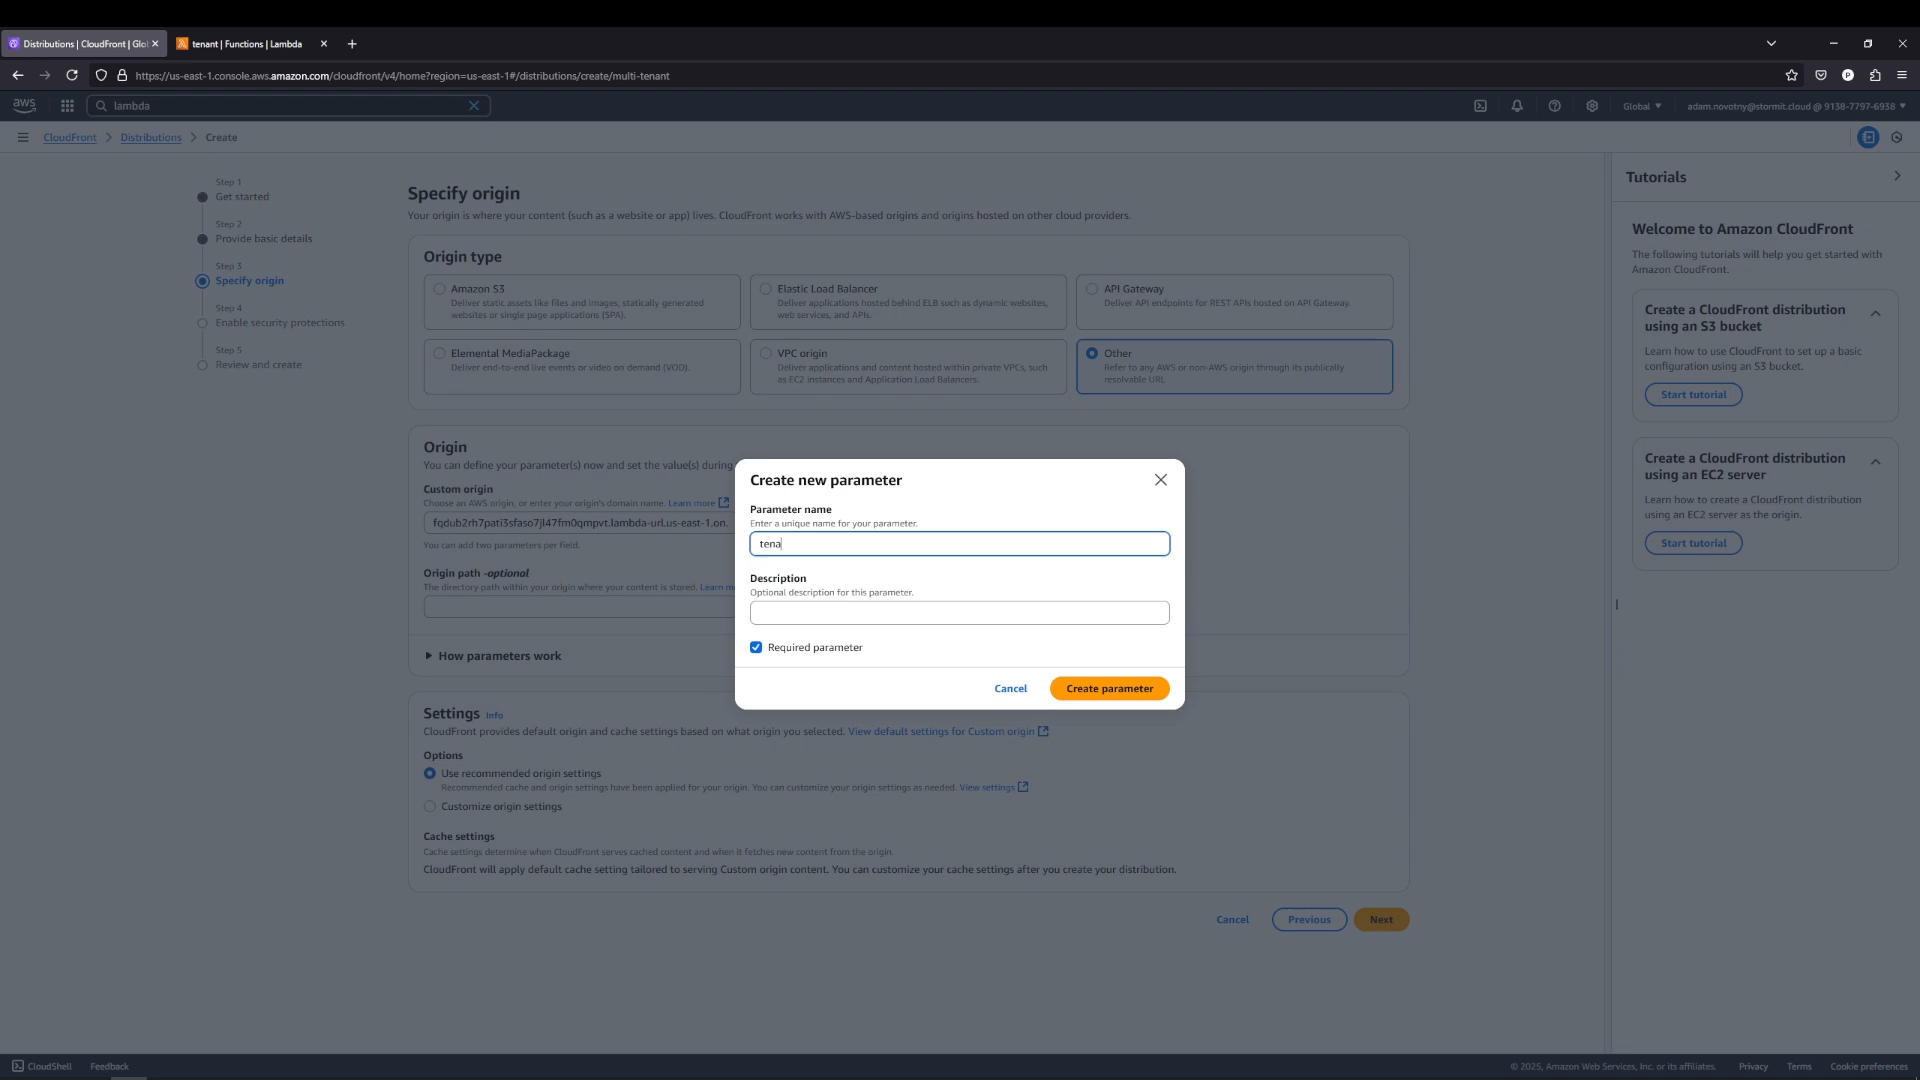 Distributions | CloudFront | Glo
tenant | Functions | Lambda
https://us-east-1.console.aws.amazon.com/cloudfront/v4/home?region=us-east-1#/distributions/create/multi-tenant
aws
lambda
Global
adam.novotny@stormit.cloud @ 9138-7797-6938
CloudFront
Distributions
Create
Step 1
Get started
Step 2
Provide basic details
Step 3
Specify origin
Step 4
Enable security protections
Step 5
Review and create
Specify origin
Your origin is where your content (such as a website or app) lives. CloudFront works with AWS-based origins and origins hosted on other cloud providers.
Origin type
Amazon S3
Deliver static assets like files and images, statically generated
websites or single page applications (SPA).
Elastic Load Balancer
Deliver applications hosted behind ELB such as dynamic websites,
web services, and APIs.
API Gateway
Deliver API endpoints for REST APIs hosted on API Gateway.
Elemental MediaPackage
Deliver end-to-end live events or video on demand (VOD).
VPC origin
Deliver applications and content hosted within private VPCs, such
as EC2 instances and Application Load Balancers.
Other
Refer to any AWS or non-AWS origin through its publicly
resolvable URL
Origin
You can define your parameter(s) now and set the value(s) during
Custom origin
Choose an AWS origin, or enter your origin's domain name. Learn more
fqdub2rh7pati3sfaso7jl47fm0qmpvt.lambda-url.us-east-1.on.
You can add two parameters per field.
Origin path -optional
The directory path within your origin where your content is stored. Learn m
How parameters work
Create new parameter
Parameter name
Enter a unique name for your parameter.
tena
Description
Optional description for this parameter.
Required parameter
Cancel
Create parameter
Settings Info
CloudFront provides default origin and cache settings based on what origin you selected. View default settings for Custom origin
Options
Use recommended origin settings
Recommended cache and origin settings have been applied for your origin. You can customize your origin settings as needed. View settings
Customize origin settings
Cache settings
Cache settings determine when CloudFront serves cached content and when it fetches new content from the origin.
CloudFront will apply default cache setting tailored to serving Custom origin content. You can customize your cache settings after you create your distribution.
Cancel
Previous
Next
Tutorials
Welcome to Amazon CloudFront
The following tutorials will help you get started with
Amazon CloudFront.
Create a CloudFront distribution
using an S3 bucket
Learn how to use CloudFront to set up a basic
configuration using an S3 bucket.
Start tutorial
Create a CloudFront distribution
using an EC2 server
Learn how to create a CloudFront distribution
using an EC2 server as the origin.
Start tutorial
CloudShell
Feedback
© 2025, Amazon Web Services, Inc. or its affiliates.
Privacy
Terms
Cookie preferences